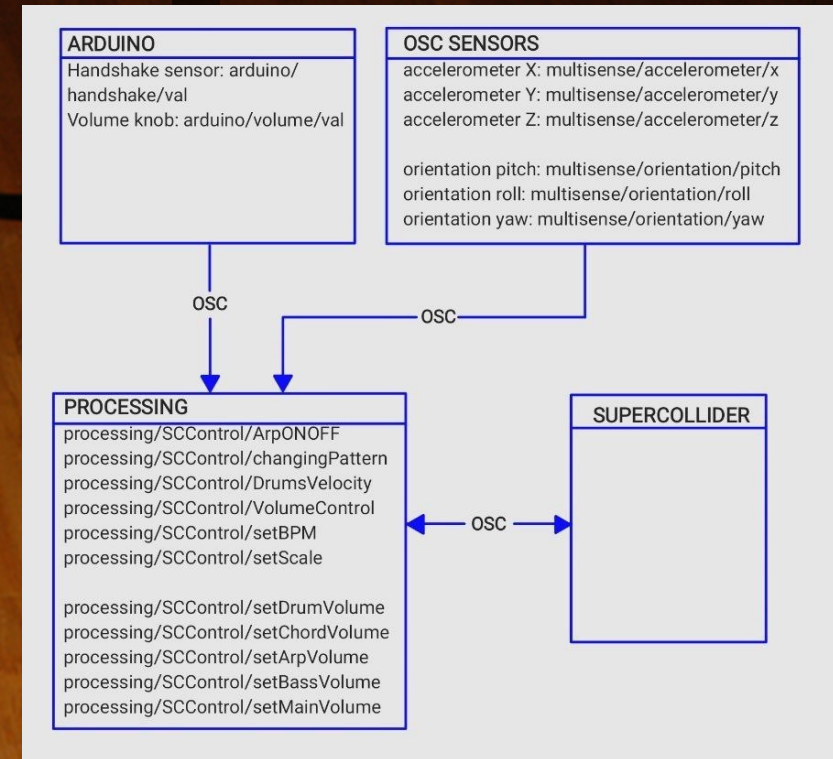 ARDUINO
Handshake sensor: arduino/
handshake/val
Volume knob: arduino/volume/val
OSC SENSORS
accelerometer X: multisense/accelerometer/x
accelerometer Y: multisense/accelerometer/y
accelerometer Z: multisense/accelerometer/z
orientation pitch: multisense/orientation/pitch
orientation roll: multisense/orientation/roll
orientation yaw: multisense/orientation/yaw
OSC
OSC
PROCESSING
processing/SCControl/ArpONOFF
processing/SCControl/changingPattern
processing/SCControl/DrumsVelocity
processing/SCControl/VolumeControl
processing/SCControl/setBPM
processing/SCControl/setScale
processing/SCControl/setDrumVolume
processing/SCControl/setChordVolume
processing/SCControl/setArpVolume
processing/SCControl/setBassVolume
processing/SCControl/setMainVolume
OSC
SUPERCOLLIDER